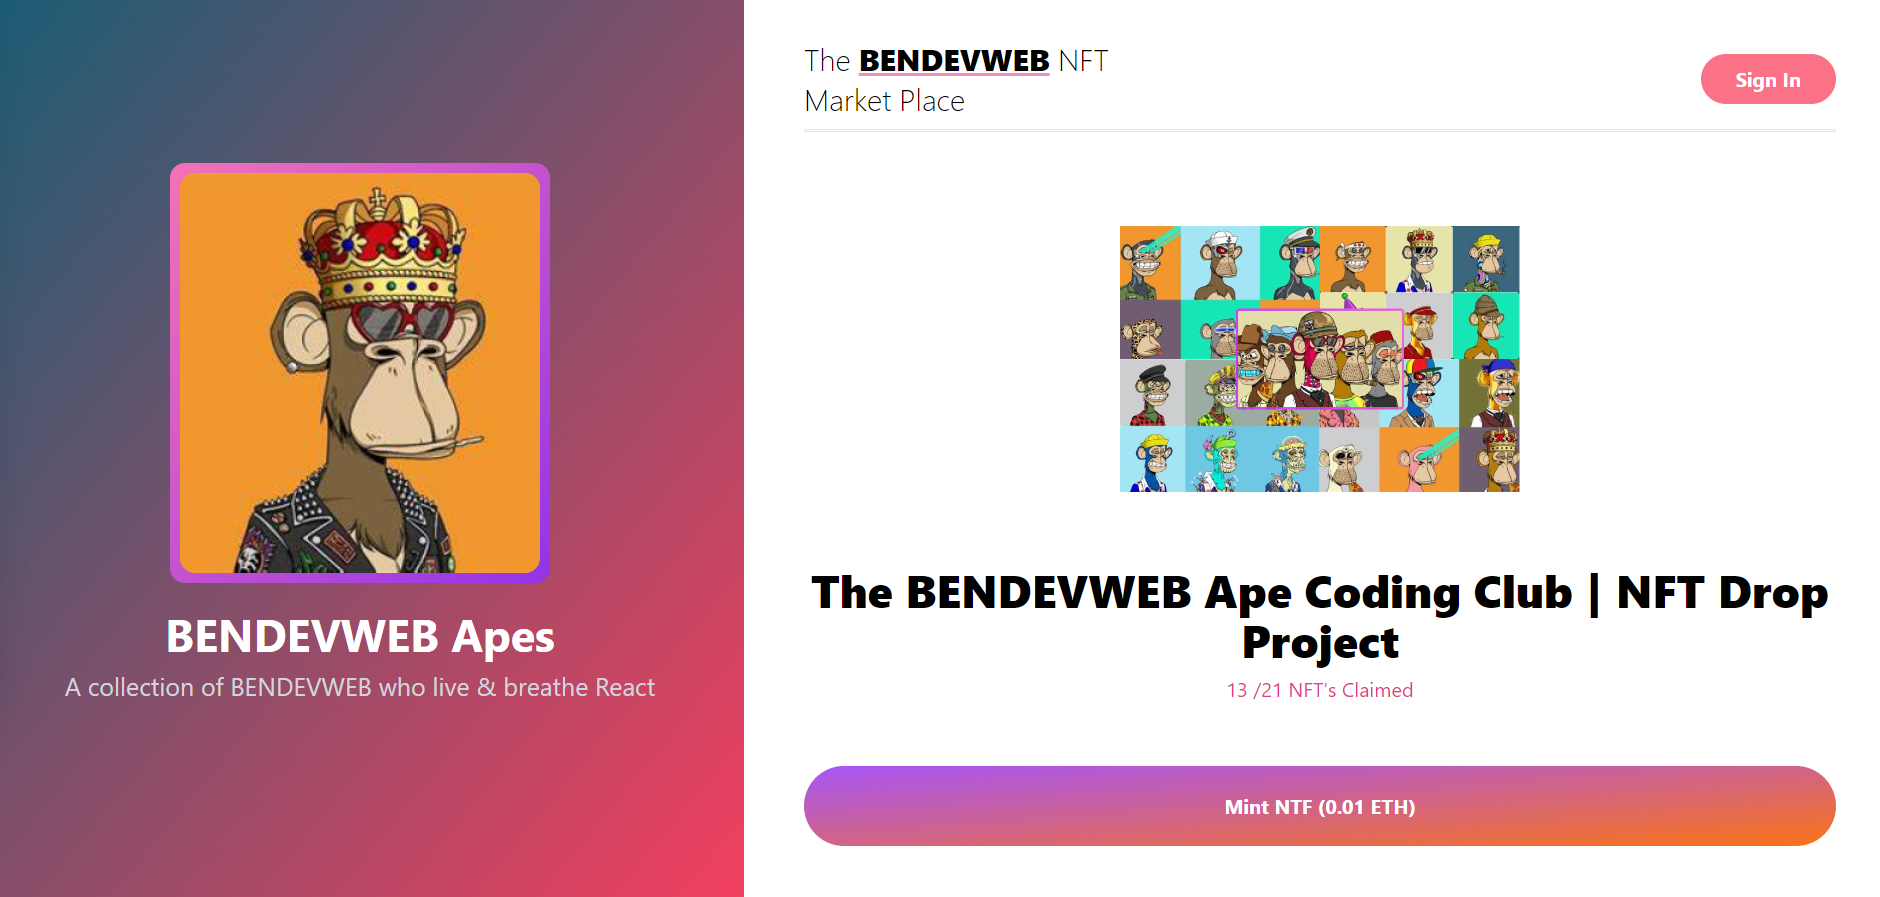 BENDEVWEB Apes
A collection of BENDEVWEB who live & breathe React
The BENDEVWEB NFT
Market Place
Sign In
The BENDEVWEB Ape Coding Club | NFT Drop
Project
13 /21 NFT's Claimed
Mint NTF (0.01 ETH)